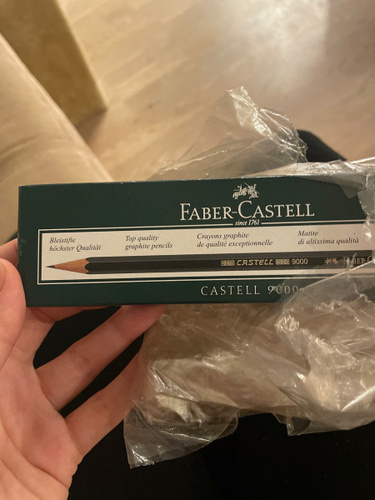 FABER-CASTELL
since 1761
Bleistifte
höchster Qualität
Top quality
graphite pencils
Crayons graphite
de qualité exceptionnelle
Matite
di altissima qualità
CASTELL 9000
CASTELL 9000